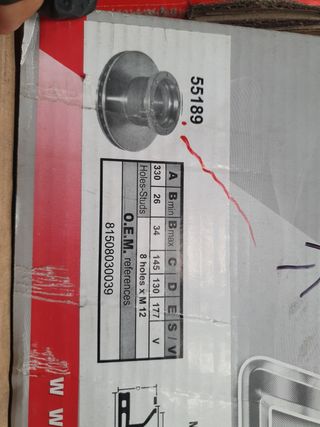 55189
A B min B max C D E S / V
330 26 34 145 130 177 V
Holes-Studs 8 holes x M 12
O.E.M. references
81508030039
W W